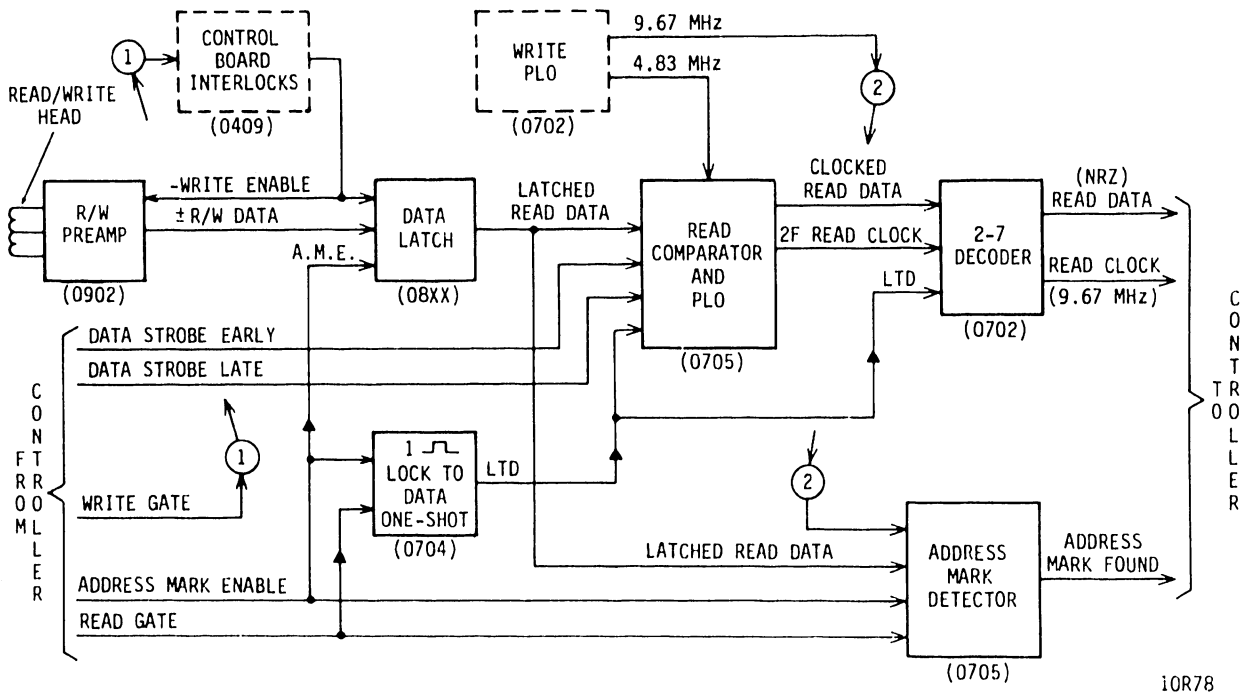 9.67 MHz
CONTROL
BOARD
INTERLOCKS
(0409)
1
WRITE
PLO
(0702)
4.83 MHz
2
READ/WRITE
HEAD
R/W
PREAMP
(0902)
-WRITE ENABLE
± R/W DATA
A.M.E.
DATA
LATCH
(08XX)
LATCHED
READ DATA
READ
COMPARATOR
AND
PLO
(0705)
CLOCKED
READ DATA
2F READ CLOCK
LTD
2-7
DECODER
(0702)
(NRZ)
READ DATA
READ CLOCK
(9.67 MHz)
DATA STROBE EARLY
DATA STROBE LATE
FROM
CONTROLLER
1
WRITE GATE
1
LOCK TO
DATA
ONE-SHOT
(0704)
LTD
2
LATCHED READ DATA
ADDRESS
MARK
DETECTOR
(0705)
ADDRESS
MARK FOUND
TO
CONTROLLER
ADDRESS MARK ENABLE
READ GATE
10R78